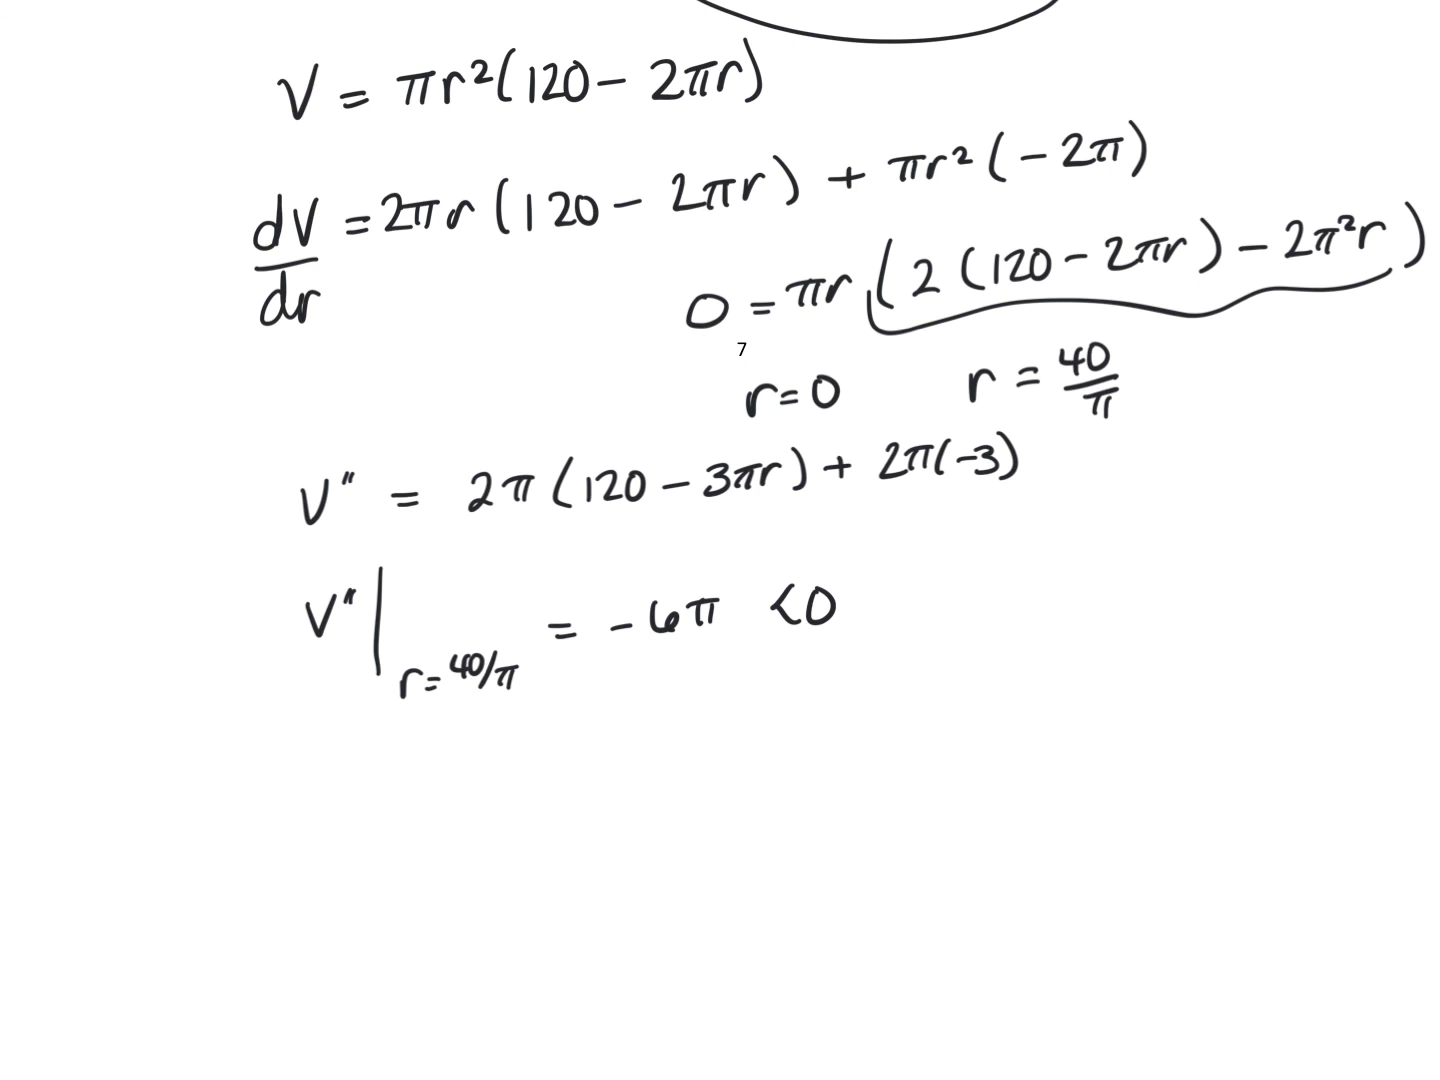 V = πr²(120 - 2πr)
dV/dr = 2πr(120 - 2πr) + πr²(-2π)
0 = πr(2(120 - 2πr) - 2π²r)
7
r=0 r = 40/π
V" = 2π(120 - 3πr) + 2π(-3)
V"| r=40/π = -6π <0